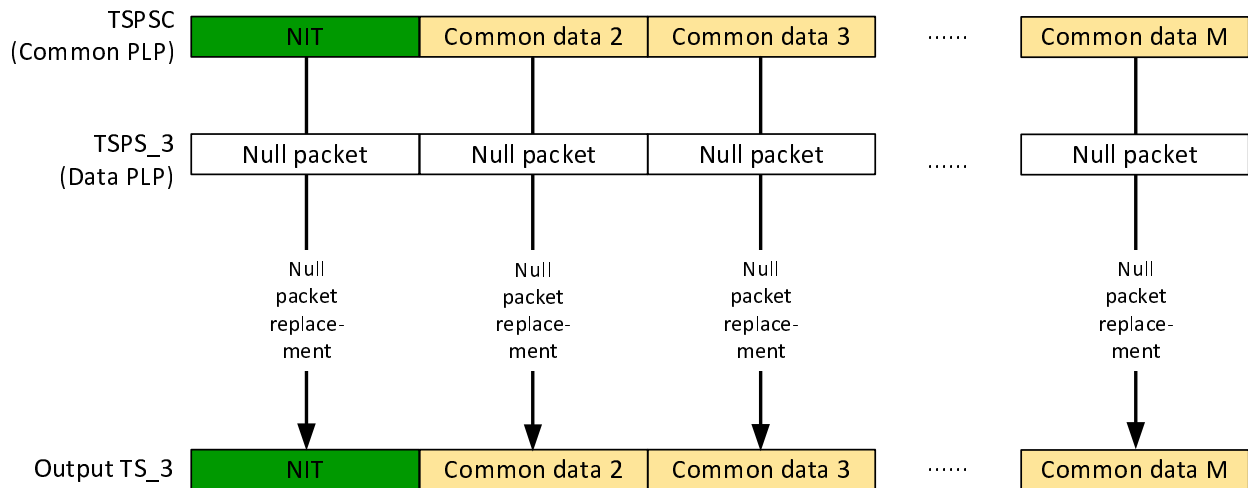 TSPSC
(Common PLP)
NIT
Common data 2
Common data 3
......
Common data M
TSPS_3
(Data PLP)
Null packet
Null packet
Null packet
......
Null packet
Null
packet
replace-
ment
Null
packet
replace-
ment
Null
packet
replace-
ment
Null
packet
replace-
ment
Output TS_3
NIT
Common data 2
Common data 3
......
Common data M